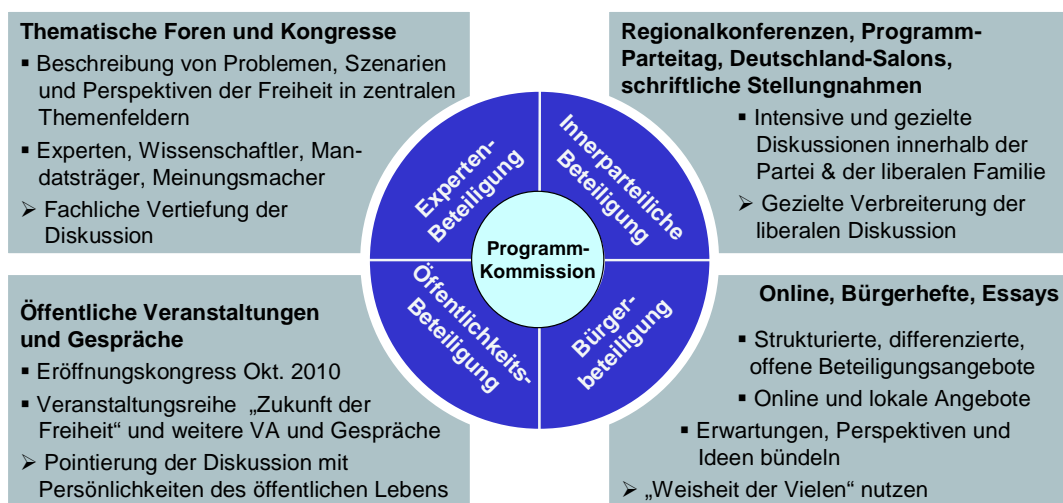 Thematische Foren und Kongresse
▪ Beschreibung von Problemen, Szenarien
und Perspektiven der Freiheit in zentralen
Themenfeldern
▪ Experten, Wissenschaftler, Man-
datsträger, Meinungsmacher
➢ Fachliche Vertiefung der
Diskussion
Regionalkonferenzen, Programm-
Parteitag, Deutschland-Salons,
schriftliche Stellungnahmen
▪ Intensive und gezielte
Diskussionen innerhalb der
Partei & der liberalen Familie
➢ Gezielte Verbreiterung der
liberalen Diskussion
Experten-
Beteiligung
Innerparteiliche
Beteiligung
Programm-
Kommission
Öffentlichkeits-
Beteiligung
Bürger-
beteiligung
Öffentliche Veranstaltungen
und Gespräche
▪ Eröffnungskongress Okt. 2010
▪ Veranstaltungsreihe „Zukunft der
Freiheit“ und weitere VA und Gespräche
➢ Pointierung der Diskussion mit
Persönlichkeiten des öffentlichen Lebens
Online, Bürgerhefte, Essays
▪ Strukturierte, differenzierte,
offene Beteiligungsangebote
▪ Online und lokale Angebote
▪ Erwartungen, Perspektiven und
Ideen bündeln
➢ „Weisheit der Vielen“ nutzen